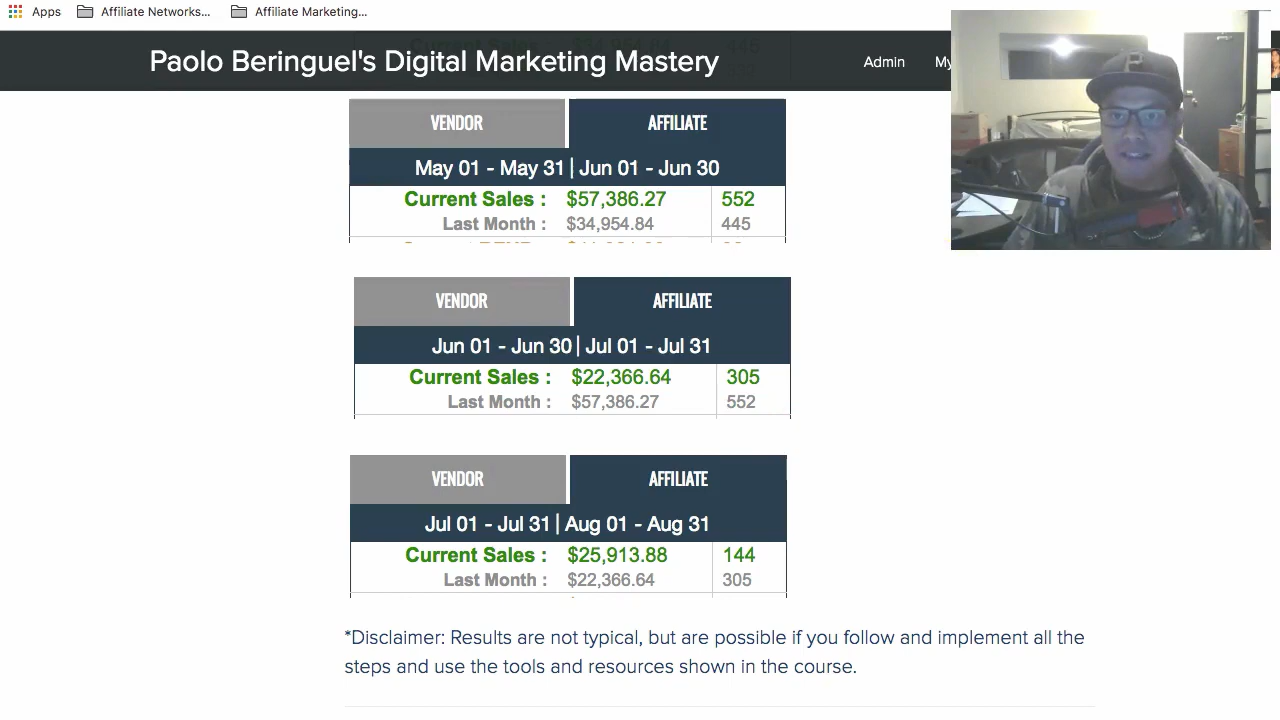 Apps Affiliate Networks... Affiliate Marketing...
Paolo Beringuel's Digital Marketing Mastery Admin My
VENDOR AFFILIATE
May 01 - May 31 | Jun 01 - Jun 30
Current Sales : $57,386.27 552
Last Month : $34,954.84 445
VENDOR AFFILIATE
Jun 01 - Jun 30 | Jul 01 - Jul 31
Current Sales : $22,366.64 305
Last Month : $57,386.27 552
VENDOR AFFILIATE
Jul 01 - Jul 31 | Aug 01 - Aug 31
Current Sales : $25,913.88 144
Last Month : $22,366.64 305
*Disclaimer: Results are not typical, but are possible if you follow and implement all the
steps and use the tools and resources shown in the course.